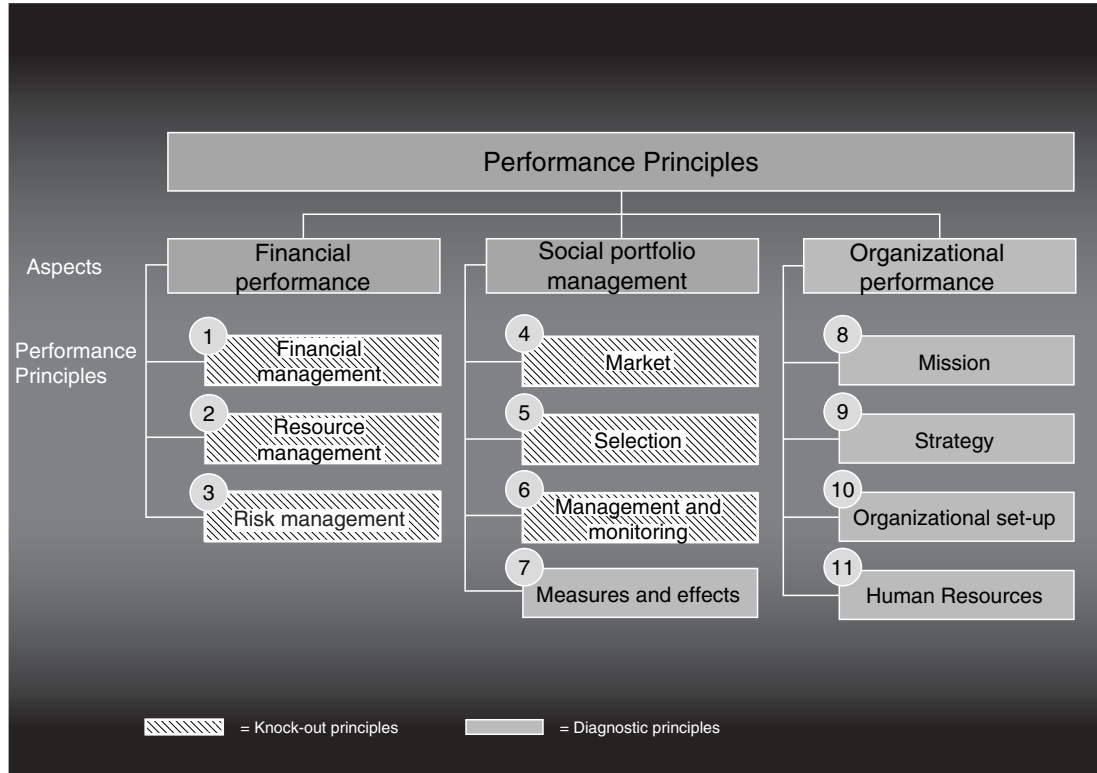 Performance Principles
Aspects
Financial
performance
Social portfolio
management
Organizational
performance
Performance
Principles
1
Financial
management
2
Resource
management
3
Risk management
4
Market
5
Selection
6
Management and
monitoring
7
Measures and effects
8
Mission
9
Strategy
10
Organizational set-up
11
Human Resources
= Knock-out principles
= Diagnostic principles